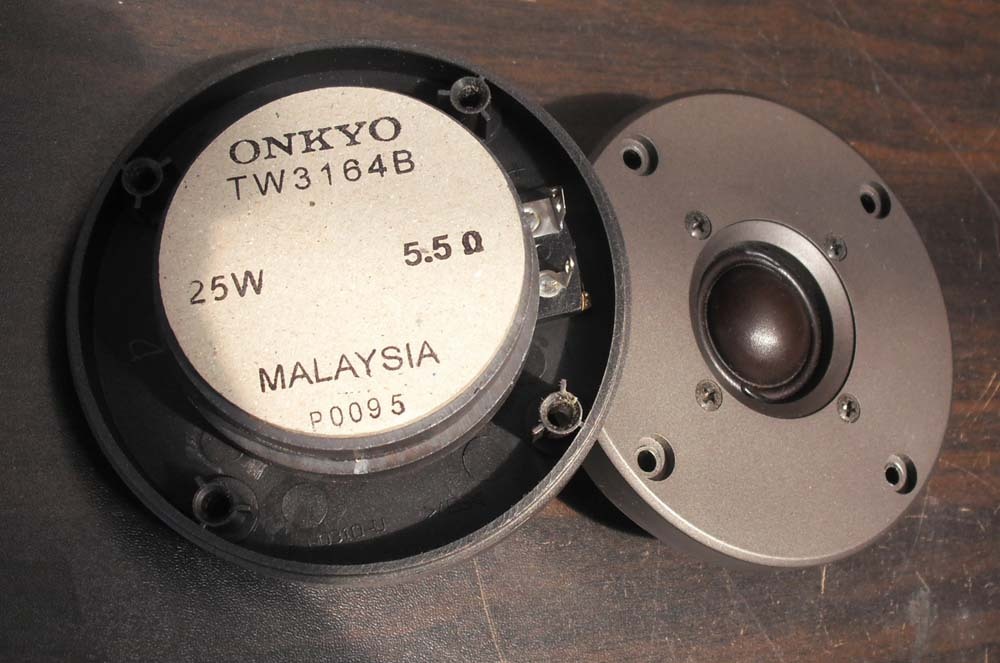 ONKYO
TW3164B
25W 5.5 Ω
MALAYSIA
P0095